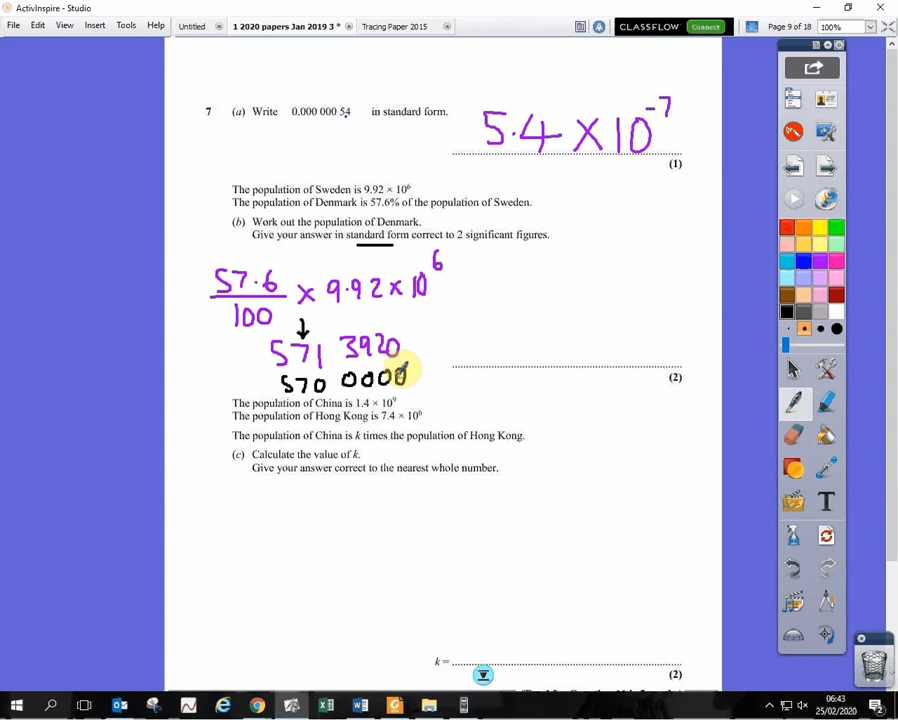 ActivInspire - Studio
File Edit View Insert Tools Help
Untitled
1 2020 papers Jan 2019 3 *
Tracing Paper 2015
CLASSFLOW
Connect
Page 9 of 18
100%
7 (a) Write 0.000 000 54 in standard form.
5.4 × 10⁻⁷
(1)
The population of Sweden is 9.92 × 10⁶
The population of Denmark is 57.6% of the population of Sweden.
(b) Work out the population of Denmark.
Give your answer in standard form correct to 2 significant figures.
57.6/100 × 9.92 × 10⁶
571 3920
570 0000
(2)
The population of China is 1.4 × 10⁹
The population of Hong Kong is 7.4 × 10⁶
The population of China is k times the population of Hong Kong.
(c) Calculate the value of k.
Give your answer correct to the nearest whole number.
k =
(2)
06:43
25/02/2020
2